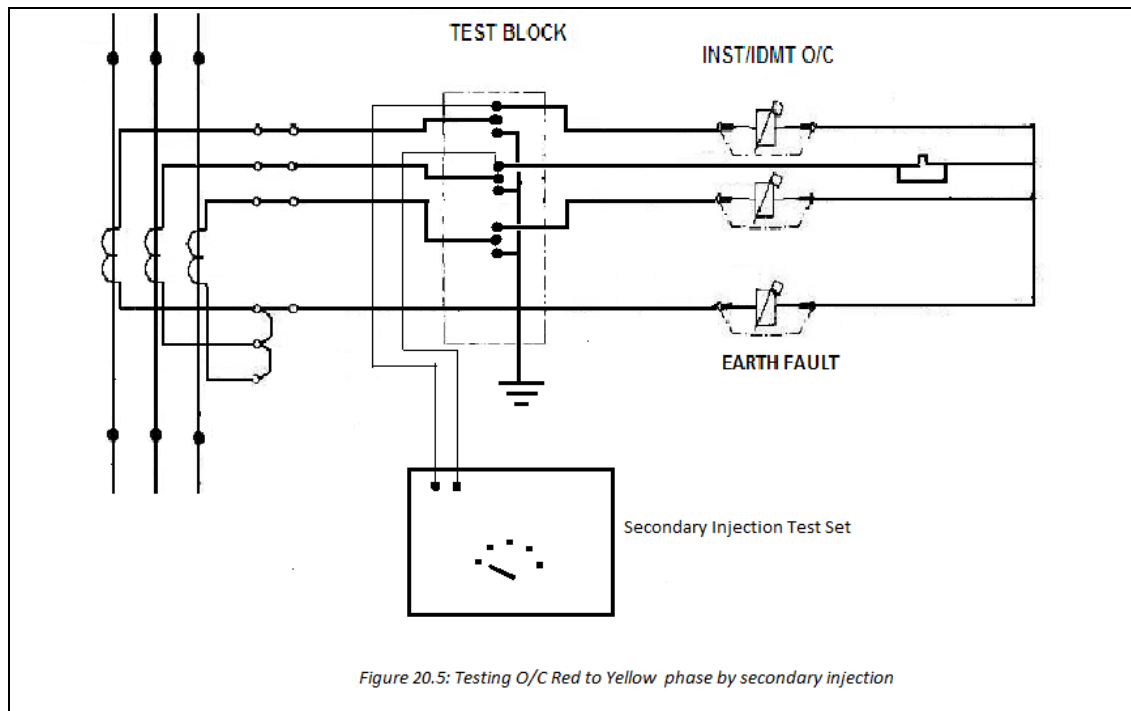 TEST BLOCK
INST/IDMT O/C
EARTH FAULT
Secondary Injection Test Set
Figure 20.5: Testing O/C Red to Yellow phase by secondary injection